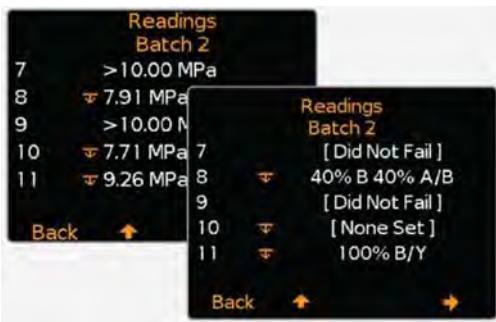 Readings
Batch 2
7 >10.00 MPa
8 7.91 MPa
9 >10.00
10 7.71 MPa
11 9.26 MPa
Back
Readings
Batch 2
7 [ Did Not Fail ]
8 40% B 40% A/B
9 [ Did Not Fail ]
10 [ None Set ]
11 100% B/Y
Back